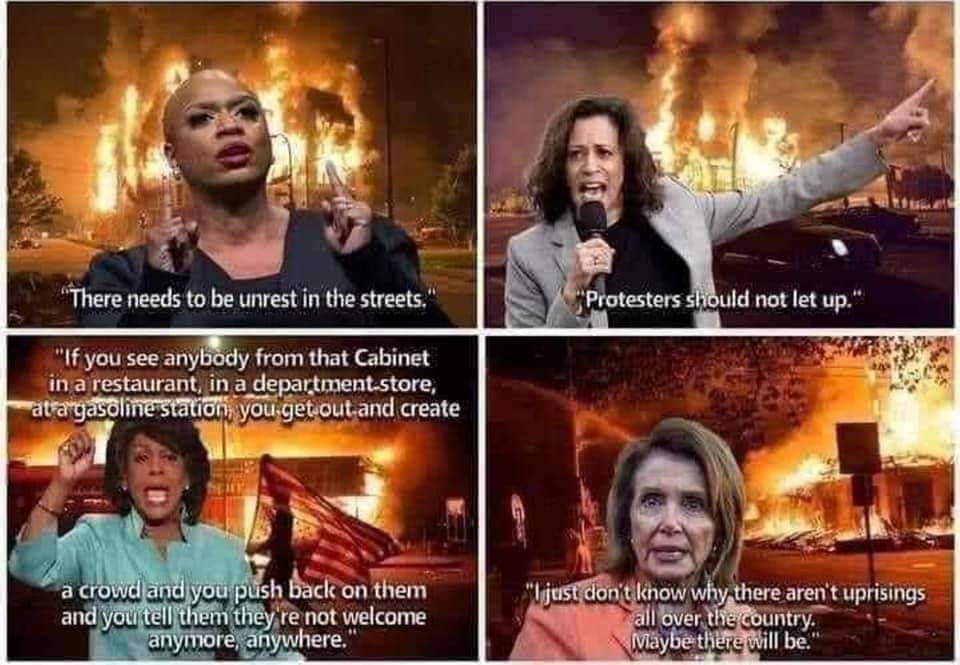 "There needs to be unrest in the streets."
"Protesters should not let up."
"If you see anybody from that Cabinet
in a restaurant, in a department store,
at a gasoline station, you get out and create
a crowd and you push back on them
and you tell them they're not welcome
anymore, anywhere."
"I just don't know why there aren't uprisings
all over the country.
Maybe there will be."